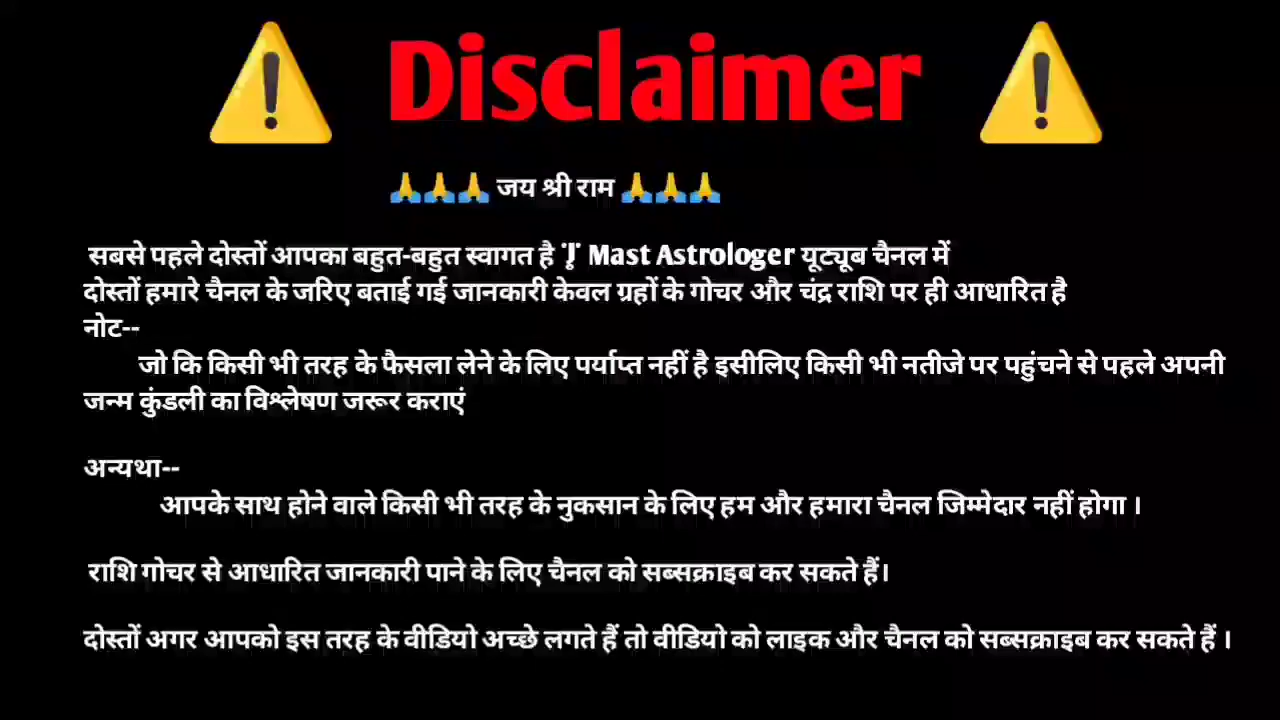 ⚠️ Disclaimer ⚠️
🙏🙏🙏 जय श्री राम 🙏🙏🙏
सबसे पहले दोस्तों आपका बहुत-बहुत स्वागत है Mast Astrologer यूट्यूब चैनल में
दोस्तों हमारे चैनल के जरिए बताई गई जानकारी केवल ग्रहों के गोचर और चंद्र राशि पर ही आधारित है
नोट--
जो कि किसी भी तरह के फैसला लेने के लिए पर्याप्त नहीं है इसीलिए किसी भी नतीजे पर पहुंचने से पहले अपनी
जन्म कुंडली का विश्लेषण जरूर कराएं
अन्यथा--
आपके साथ होने वाले किसी भी तरह के नुकसान के लिए हम और हमारा चैनल जिम्मेदार नहीं होगा ।
राशि गोचर से आधारित जानकारी पाने के लिए चैनल को सब्सक्राइब कर सकते हैं।
दोस्तों अगर आपको इस तरह के वीडियो अच्छे लगते हैं तो वीडियो को लाइक और चैनल को सब्सक्राइब कर सकते हैं ।